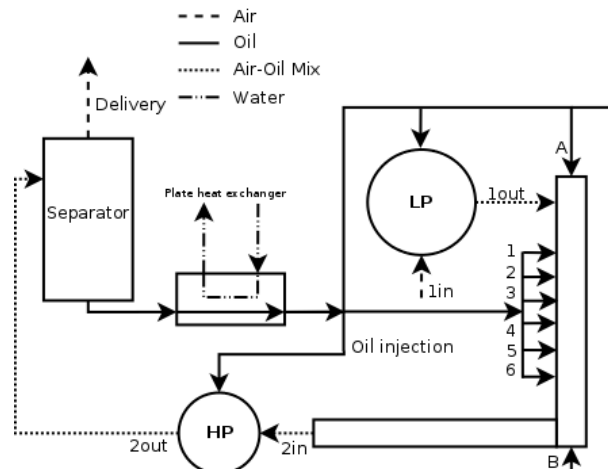 Air
Oil
Air-Oil Mix
Water
Delivery
Separator
Plate heat exchanger
LP
A
1out
1in
1
2
3
4
5
6
Oil injection
HP
2out
2in
B